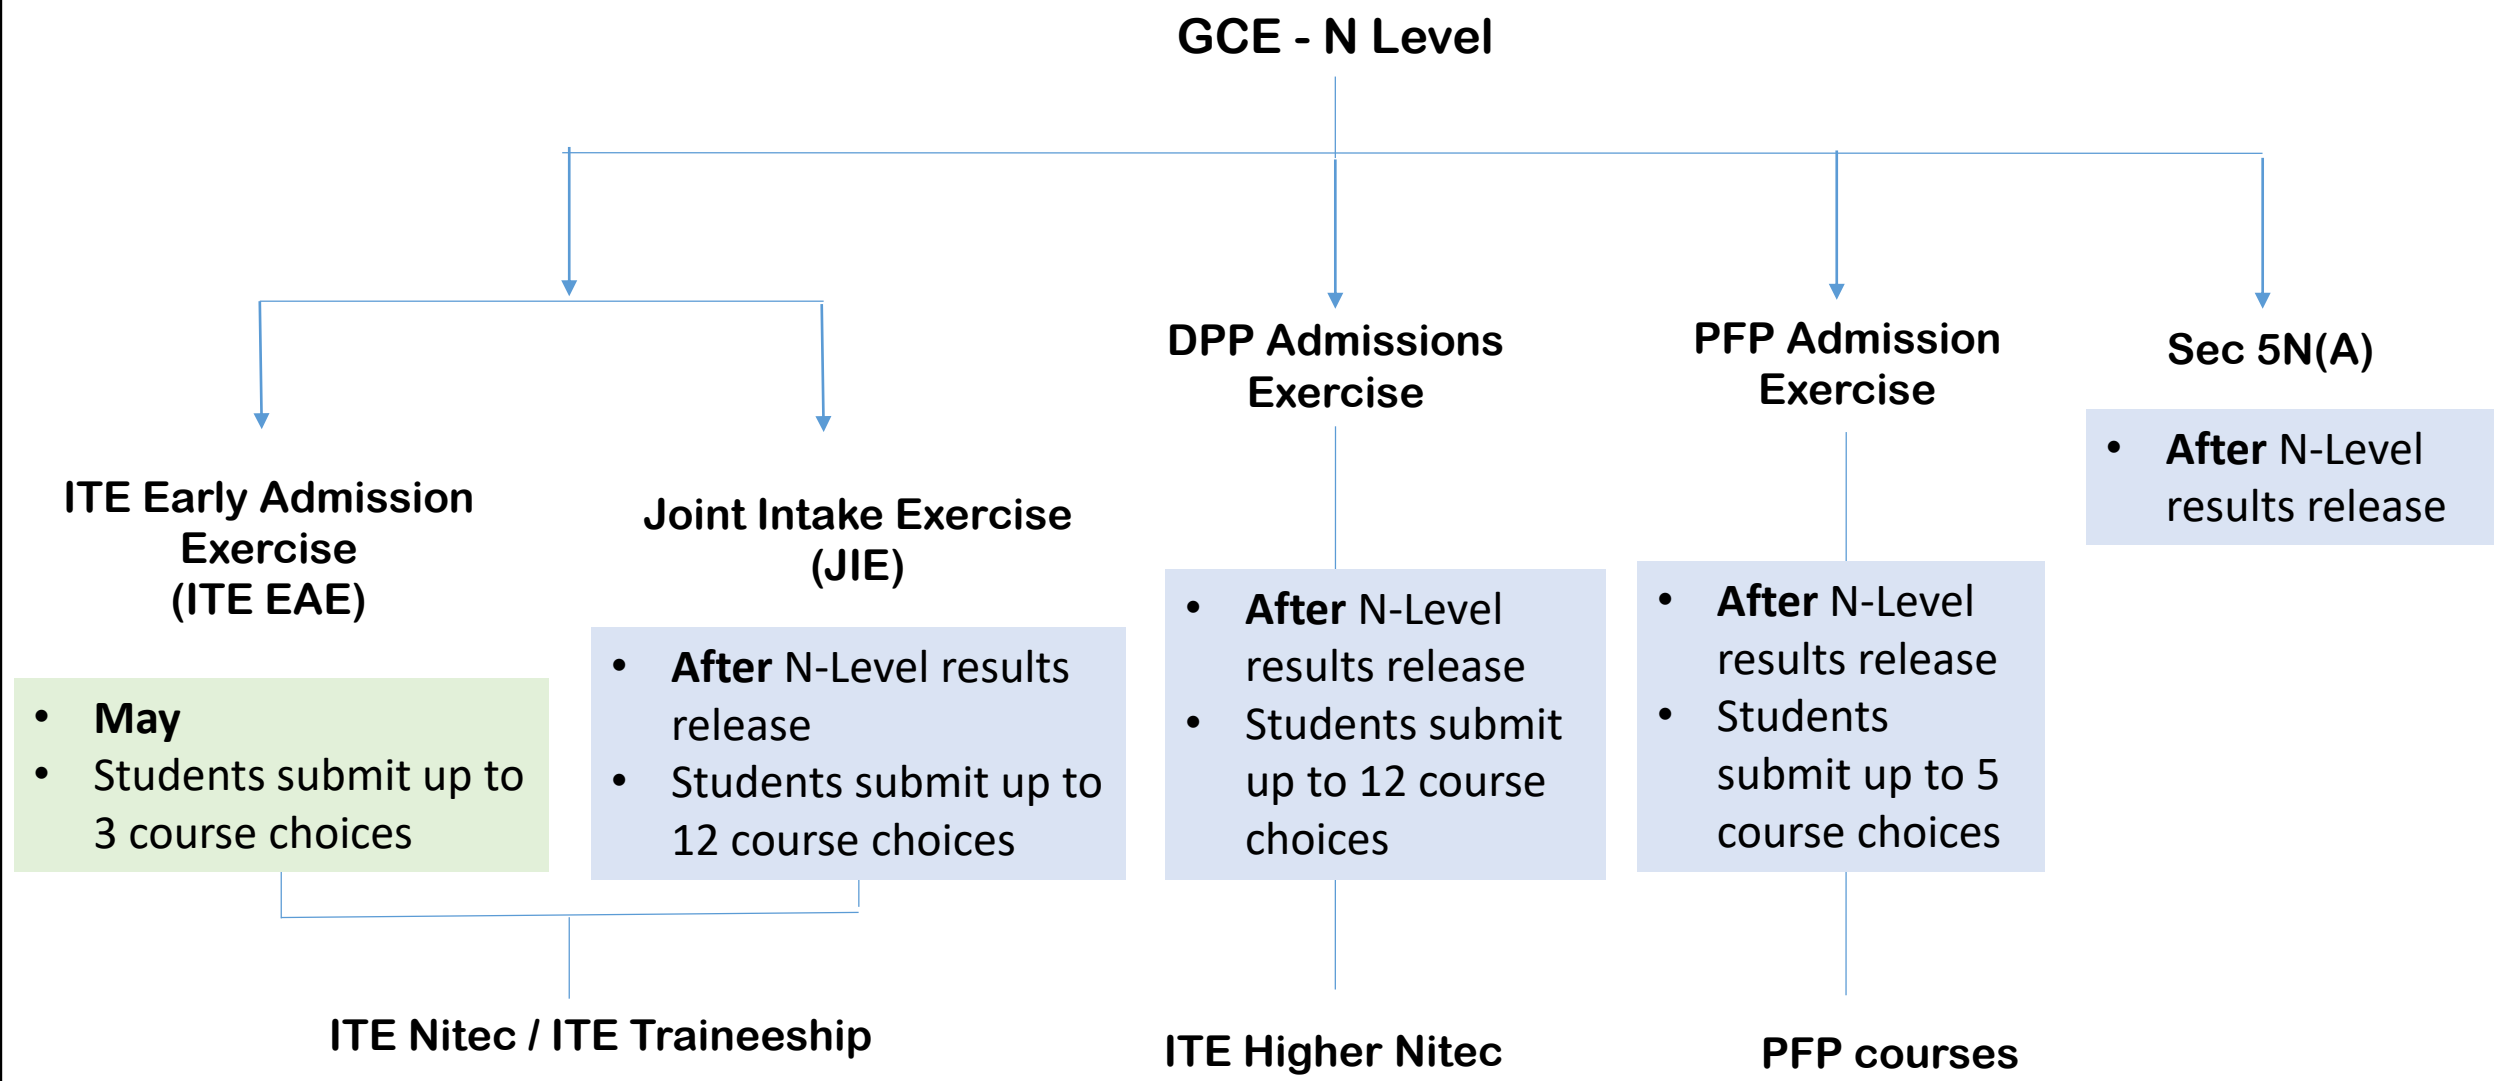 GCE - N Level
ITE Early Admission
Exercise
(ITE EAE)
• May
• Students submit up to
3 course choices
Joint Intake Exercise
(JIE)
• After N-Level results
release
• Students submit up to
12 course choices
ITE Nitec / ITE Traineeship
DPP Admissions
Exercise
• After N-Level
results release
• Students submit
up to 12 course
choices
ITE Higher Nitec
PFP Admission
Exercise
• After N-Level
results release
• Students
submit up to 5
course choices
PFP courses
Sec 5N(A)
• After N-Level
results release